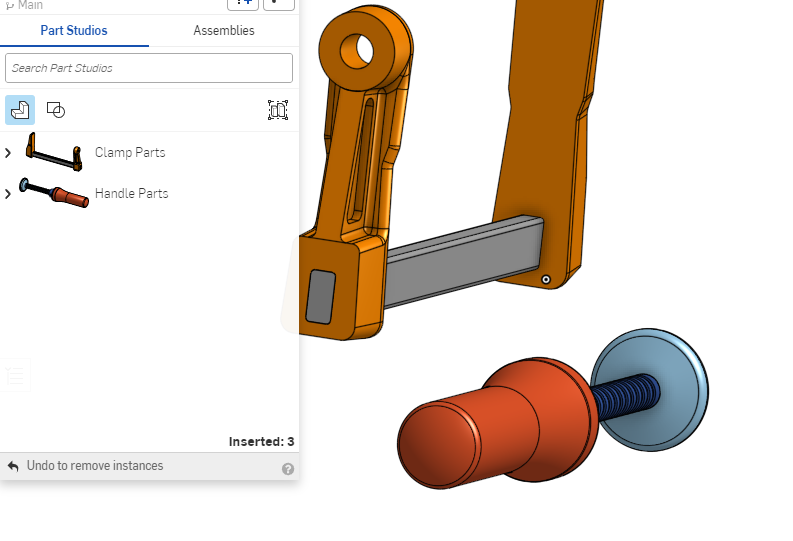 Main
Part Studios
Assemblies
Search Part Studios
Clamp Parts
Handle Parts
Inserted: 3
Undo to remove instances